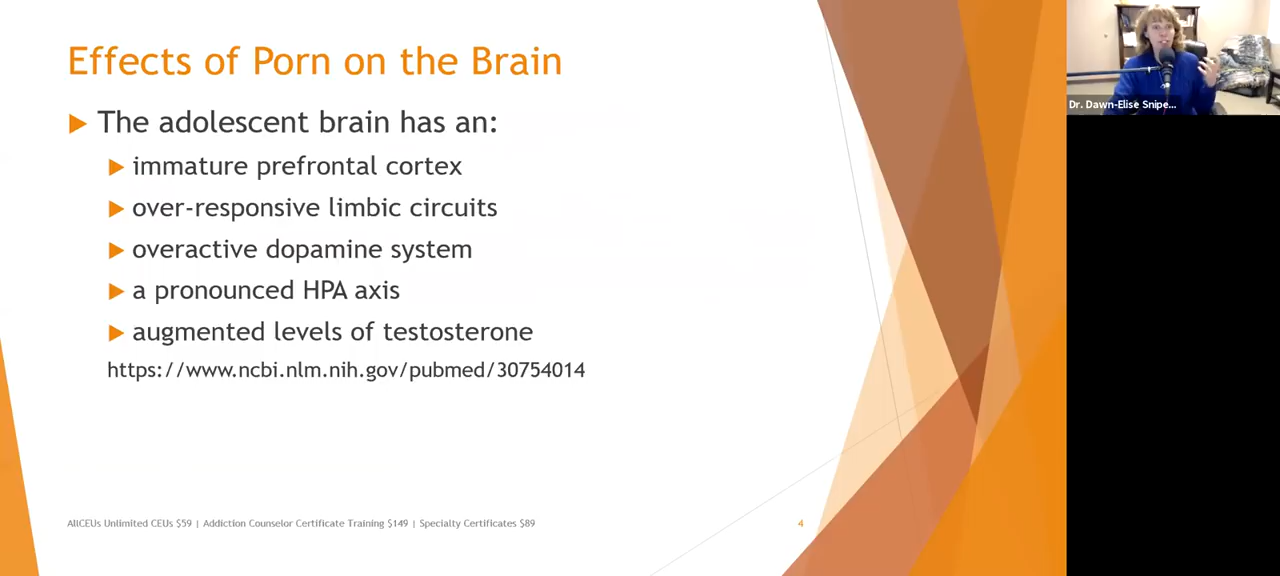 Effects of Porn on the Brain
The adolescent brain has an:
immature prefrontal cortex
over-responsive limbic circuits
overactive dopamine system
a pronounced HPA axis
augmented levels of testosterone
https://www.ncbi.nlm.nih.gov/pubmed/30754014
AllCEUs Unlimited CEUs $59 | Addiction Counselor Certificate Training $149 | Specialty Certificates $89
4
Dr. Dawn-Elise Snipe...